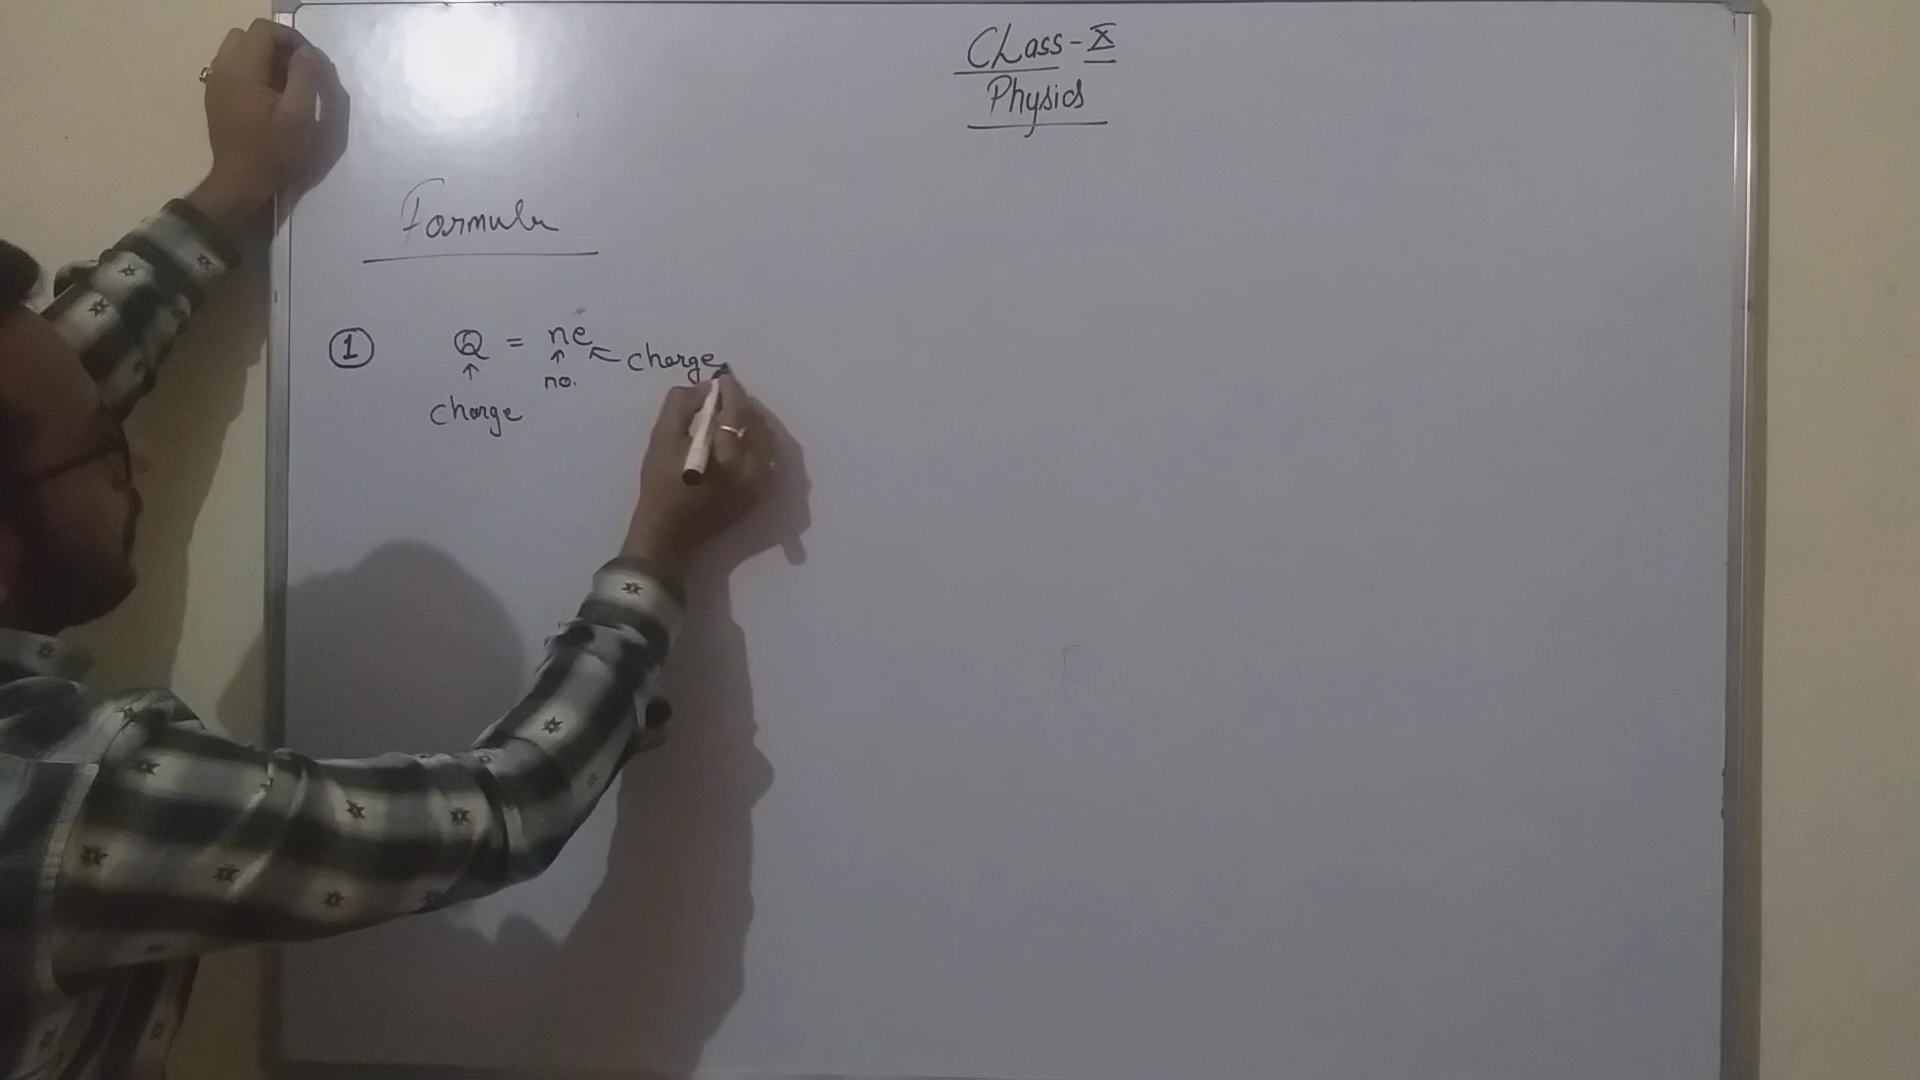 Class-X
Physics
Formula
1 Q = ne
↑ ↑ ↖ charge
no.
charge